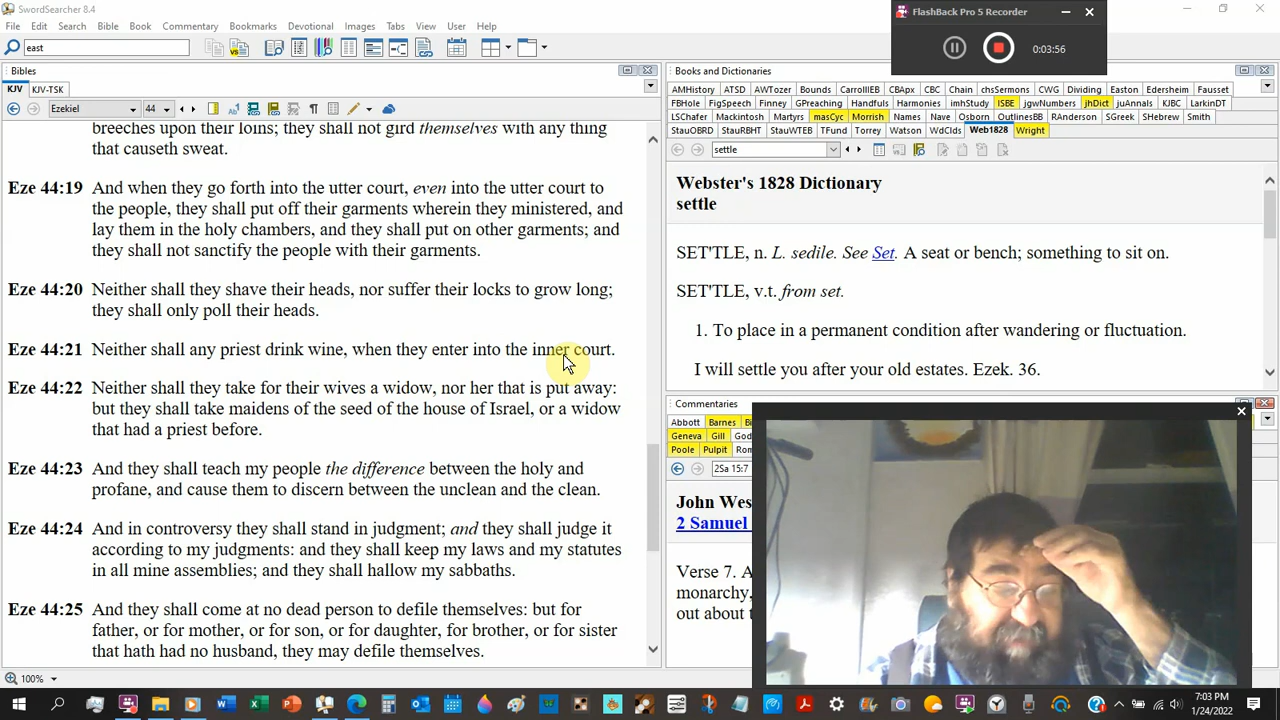 SwordSearcher 8.4
File Edit Search Bible Book Commentary Bookmarks Devotional Images Tabs View User Help
east
FlashBack Pro 5 Recorder
0:03:56
Bibles
KJV KJV-TSK
Ezekiel 44
breeches upon their loins; they shall not gird themselves with any thing
that causeth sweat.
Eze 44:19 And when they go forth into the utter court, even into the utter court to
the people, they shall put off their garments wherein they ministered, and
lay them in the holy chambers, and they shall put on other garments; and
they shall not sanctify the people with their garments.
Eze 44:20 Neither shall they shave their heads, nor suffer their locks to grow long;
they shall only poll their heads.
Eze 44:21 Neither shall any priest drink wine, when they enter into the inner court.
Eze 44:22 Neither shall they take for their wives a widow, nor her that is put away:
but they shall take maidens of the seed of the house of Israel, or a widow
that had a priest before.
Eze 44:23 And they shall teach my people the difference between the holy and
profane, and cause them to discern between the unclean and the clean.
Eze 44:24 And in controversy they shall stand in judgment; and they shall judge it
according to my judgments: and they shall keep my laws and my statutes
in all mine assemblies; and they shall hallow my sabbaths.
Eze 44:25 And they shall come at no dead person to defile themselves: but for
father, or for mother, or for son, or for daughter, for brother, or for sister
that hath had no husband, they may defile themselves.
100%
Books and Dictionaries
AMHistory ATSD AWTozer Bounds CarrollIEB CBApx CBC Chain chsSermons CWG Dividing Easton Edersheim Fausset
FBHole FigSpeech Finney GPreaching Handfuls Harmonies imhStudy ISBE jgwNumbers jhDict juAnnals KJBC LarkinDT
LSChafer Mackintosh Martyrs masCyc Morrish Names Nave Osborn OutlinesBB RAnderson SGreek SHebrew Smith
StauOBRD StauRBHT StauWTEB TFund Torrey Watson WdClds Web1828 Wright
settle
Webster's 1828 Dictionary
settle
SET'TLE, n. L. sedile. See Set. A seat or bench; something to sit on.
SET'TLE, v.t. from set.
1. To place in a permanent condition after wandering or fluctuation.
I will settle you after your old estates. Ezek. 36.
Commentaries
Abbott Barnes
Geneva Gill
Poole Pulpit
2Sa 15:7
John Wes
2 Samuel
Verse 7. A
monarchy,
out about
7:03 PM
1/24/2022